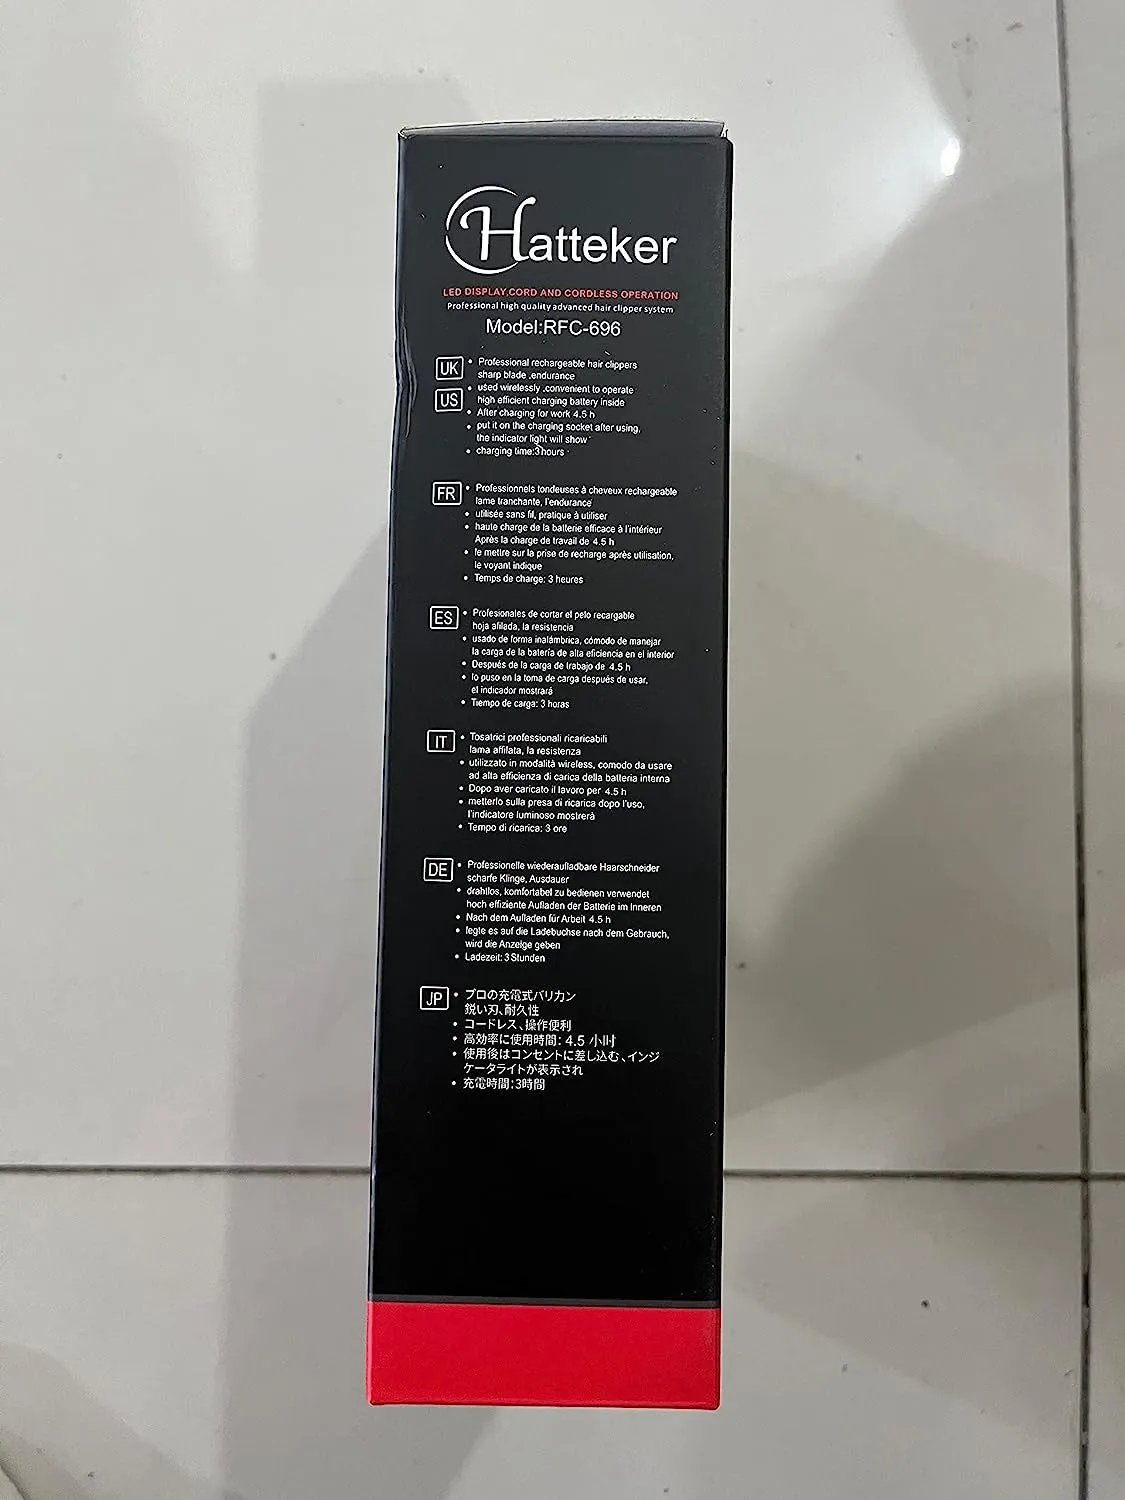 Hatteker
LED DISPLAY,CORD AND CORDLESS OPERATION
Professional high quality advanced hair clipper system
Model:RFC-696
UK
US
• Professional rechargeable hair clippers
sharp blade ,endurance
• used wirelessly ,convenient to operate
high efficient charging battery inside
• After charging for work 4.5 h
• put it on the charging socket after using,
the indicator light will show
• charging time:3hours
FR
• Professionnels tondeuses à cheveux rechargeable
lame tranchante, l'endurance
• utilisée sans fil, pratique à utiliser
• haute charge de la batterie efficace à l'intérieur
Après la charge de travail de 4.5 h
• le mettre sur la prise de recharge après utilisation,
le voyant indique
• Temps de charge: 3 heures
ES
• Profesionales de cortar el pelo recargable
hoja afilada, la resistencia
• usado de forma inalámbrica, cómodo de manejar
la carga de la batería de alta eficiencia en el interior
• Después de la carga de trabajo de 4.5 h
• lo puso en la toma de carga después de usar,
el indicador mostrará
• Tiempo de carga: 3 horas
IT
• Tosatrici professionali ricaricabili
lama affilata, la resistenza
• utilizzato in modalità wireless, comodo da usare
ad alta efficienza di carica della batteria interna
• Dopo aver caricato il lavoro per 4.5 h
• metterlo sulla presa di ricarica dopo l'uso,
l'indicatore luminoso mostrerà
• Tempo di ricarica: 3 ore
DE
• Professionelle wiederaufladbare Haarschneider
scharfe Klinge, Ausdauer
• drahtlos, komfortabel zu bedienen verwendet
hoch effiziente Aufladen der Batterie im Inneren
• Nach dem Aufladen für Arbeit 4.5 h
• legte es auf die Ladebuchse nach dem Gebrauch,
wird die Anzeige geben
• Ladezeit: 3 Stunden
JP
• プロの充電式バリカン
鋭い刃、耐久性
• コードレス、操作便利
• 高効率に使用時間: 4.5 小时
• 使用後はコンセントに差し込む、インジ
ケータライトが表示され
• 充電時間:3時間